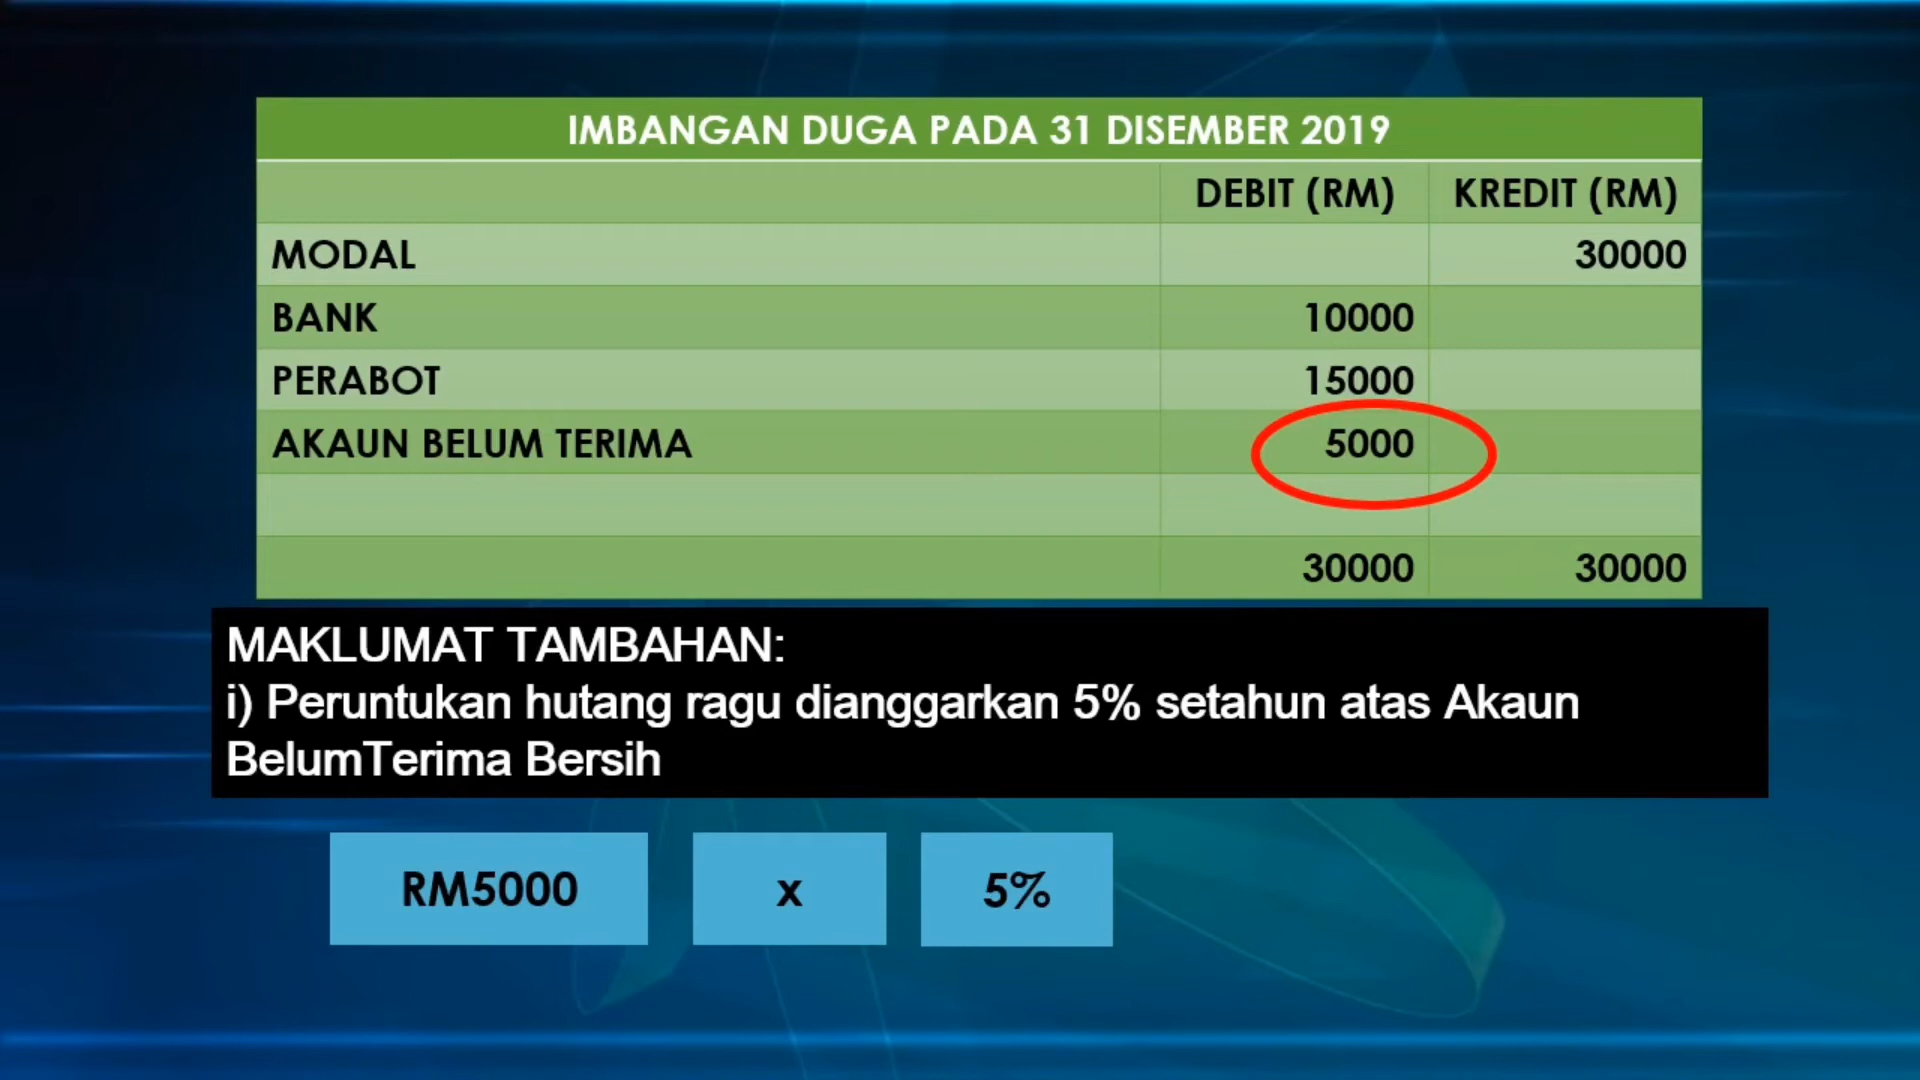 IMBANGAN DUGA PADA 31 DISEMBER 2019
DEBIT (RM) KREDIT (RM)
MODAL 30000
BANK 10000
PERABOT 15000
AKAUN BELUM TERIMA 5000
30000 30000
MAKLUMAT TAMBAHAN:
i) Peruntukan hutang ragu dianggarkan 5% setahun atas Akaun
BelumTerima Bersih
RM5000 x 5%